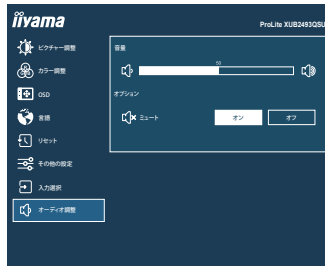 iiyama
ProLite XUB2493QSU
ピクチャー調整
カラー調整
OSD
言語
リセット
その他の設定
入力選択
オーディオ調整
音量
50
オプション
ミュート
オン
オフ